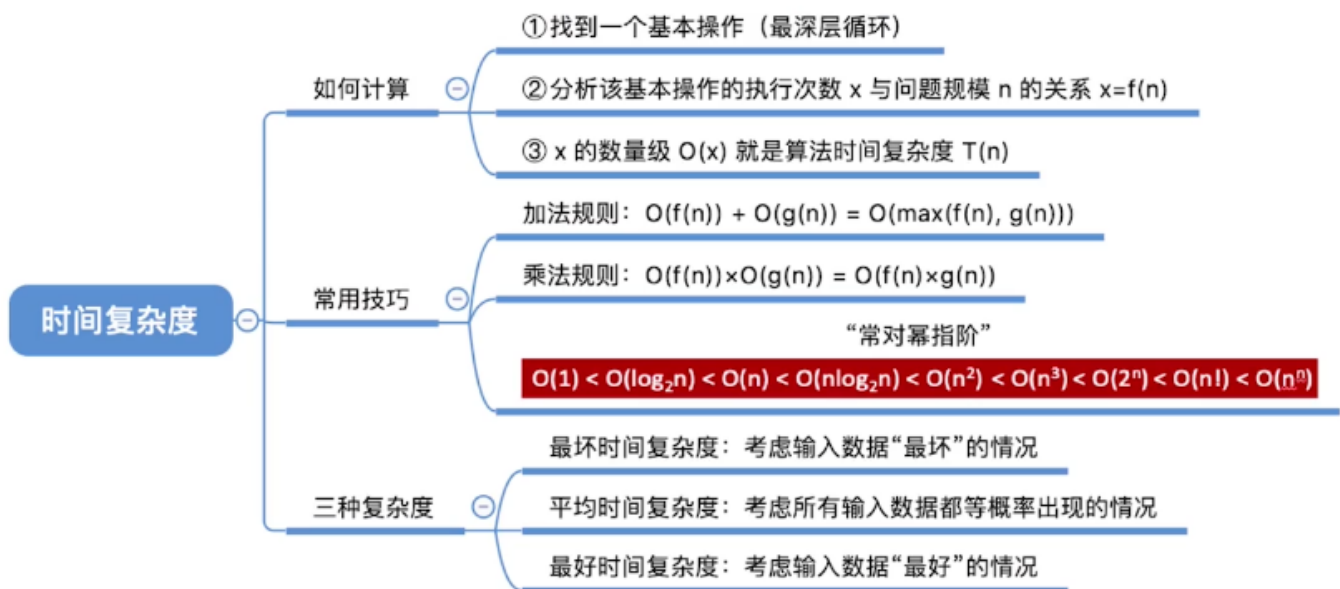 时间复杂度
如何计算
①找到一个基本操作（最深层循环）
②分析该基本操作的执行次数 x 与问题规模 n 的关系 x=f(n)
③ x 的数量级 O(x) 就是算法时间复杂度 T(n)
常用技巧
加法规则：O(f(n)) + O(g(n)) = O(max(f(n), g(n)))
乘法规则：O(f(n))×O(g(n)) = O(f(n)×g(n))
“常对幂指阶”
O(1) < O(log₂n) < O(n) < O(nlog₂n) < O(n²) < O(n³) < O(2ⁿ) < O(n!) < O(nⁿ)
三种复杂度
最坏时间复杂度：考虑输入数据“最坏”的情况
平均时间复杂度：考虑所有输入数据都等概率出现的情况
最好时间复杂度：考虑输入数据“最好”的情况